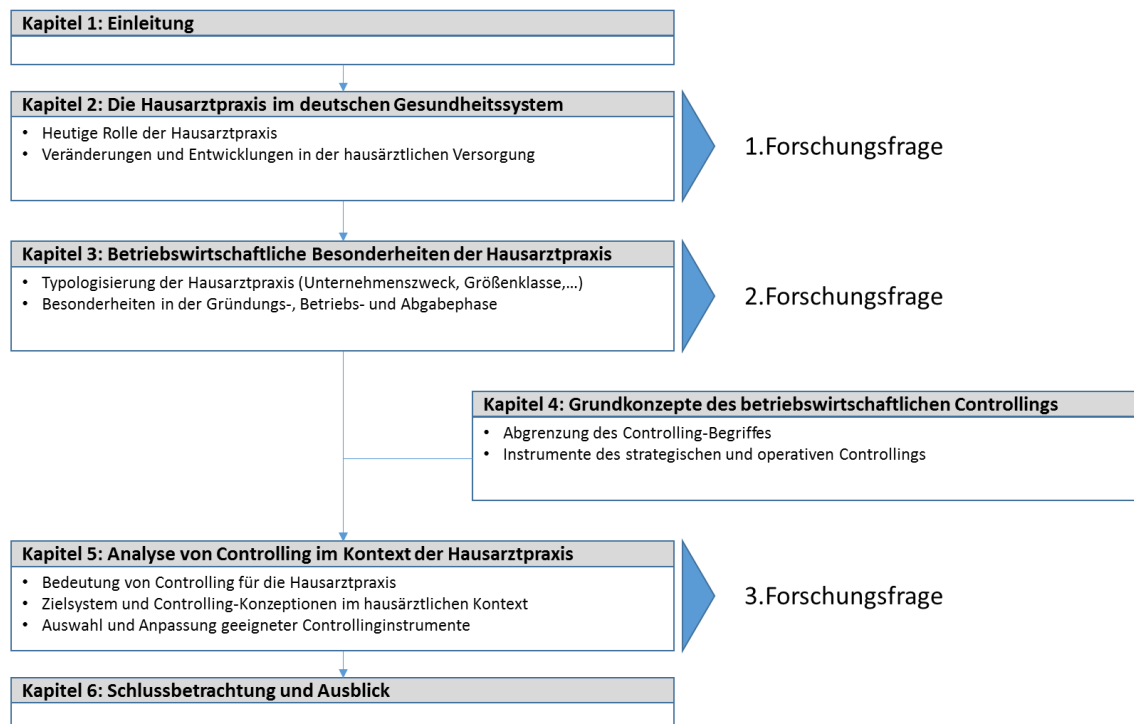 Kapitel 1: Einleitung
Kapitel 2: Die Hausarztpraxis im deutschen Gesundheitssystem
• Heutige Rolle der Hausarztpraxis
• Veränderungen und Entwicklungen in der hausärztlichen Versorgung
1.Forschungsfrage
Kapitel 3: Betriebswirtschaftliche Besonderheiten der Hausarztpraxis
• Typologisierung der Hausarztpraxis (Unternehmenszweck, Größenklasse,...)
• Besonderheiten in der Gründungs-, Betriebs- und Abgabephase
2.Forschungsfrage
Kapitel 4: Grundkonzepte des betriebswirtschaftlichen Controllings
• Abgrenzung des Controlling-Begriffes
• Instrumente des strategischen und operativen Controllings
Kapitel 5: Analyse von Controlling im Kontext der Hausarztpraxis
• Bedeutung von Controlling für die Hausarztpraxis
• Zielsystem und Controlling-Konzeptionen im hausärztlichen Kontext
• Auswahl und Anpassung geeigneter Controllinginstrumente
3.Forschungsfrage
Kapitel 6: Schlussbetrachtung und Ausblick